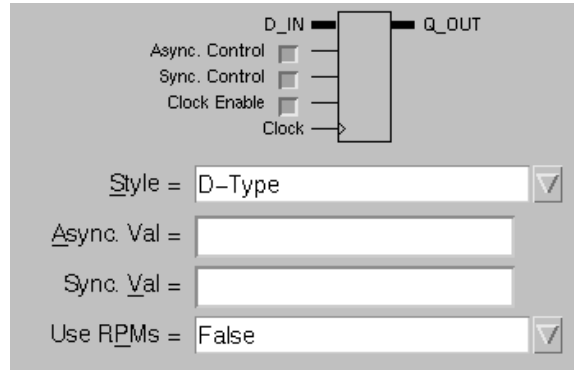 D_IN Q_OUT
Async. Control
Sync. Control
Clock Enable
Clock
Style = D-Type
Async. Val =
Sync. Val =
Use RPMs = False